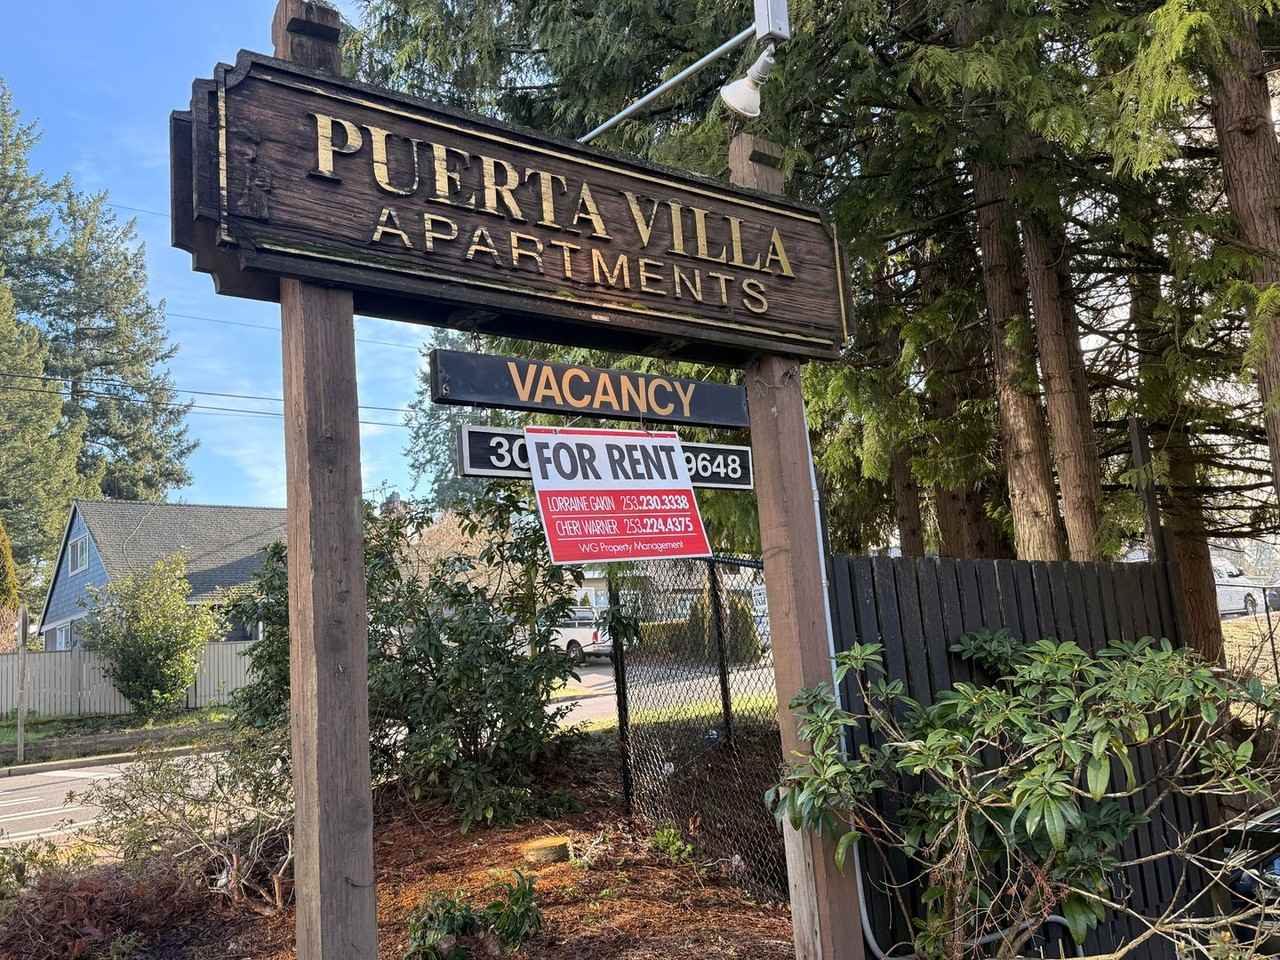 PUERTA VILLA
APARTMENTS
VACANCY
30
9648
FOR RENT
LORRAINE GAKIN 253.230.3338
CHERI WARNER 253.224.4375
WG Property Management